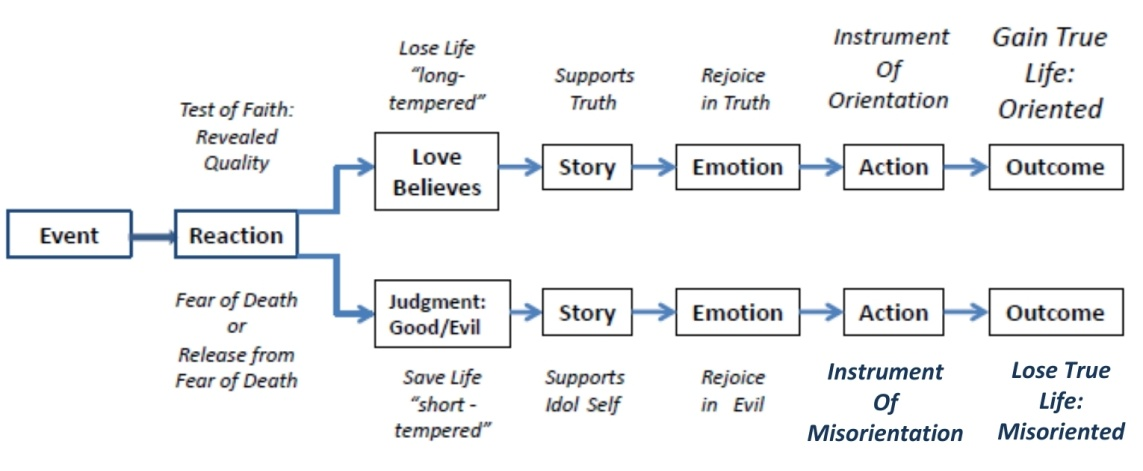 Lose Life
“long-
tempered”
Supports
Truth
Rejoice
in Truth
Instrument
Of
Orientation
Gain True
Life:
Oriented
Test of Faith:
Revealed
Quality
Love
Believes
Story
Emotion
Action
Outcome
Event
Reaction
Fear of Death
or
Release from
Fear of Death
Judgment:
Good/Evil
Story
Emotion
Action
Outcome
Save Life
“short -
tempered”
Supports
Idol Self
Rejoice
in Evil
Instrument
Of
Misorientation
Lose True
Life:
Misoriented